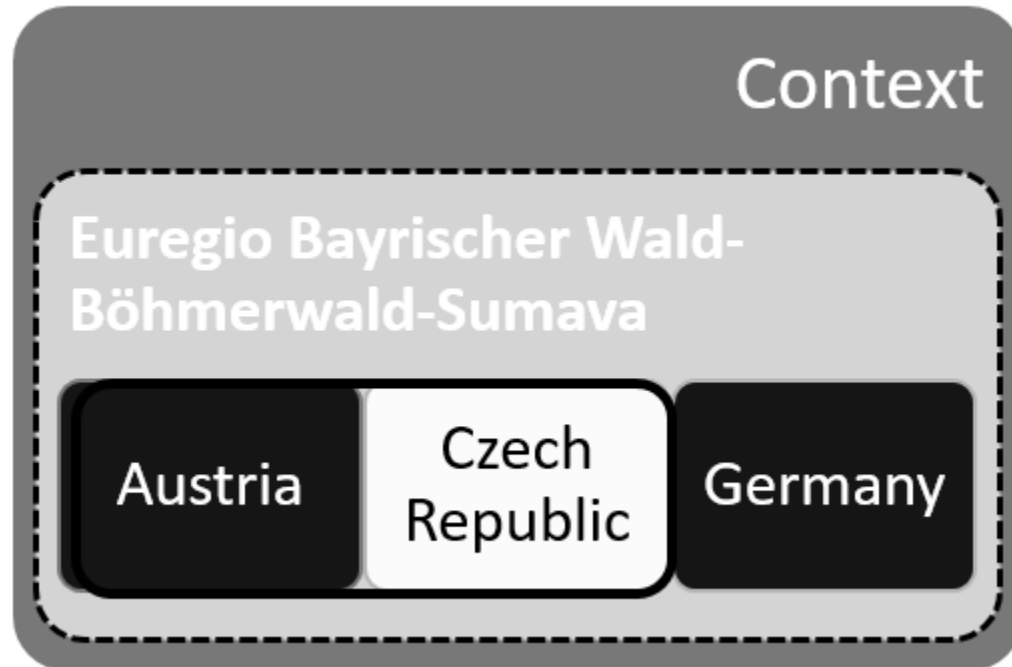 Context
Euregio Bayrischer Wald-
Böhmerwald-Sumava
Austria
Czech
Republic
Germany